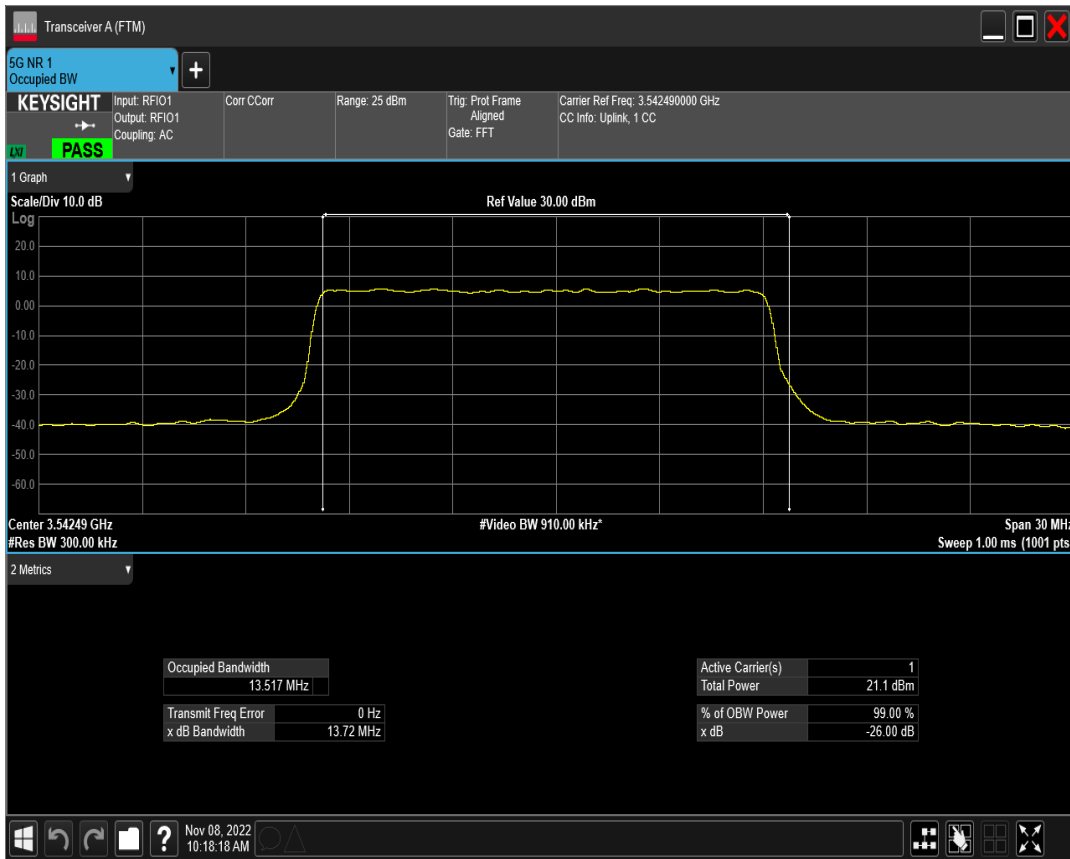 Transceiver A (FTM)
5G NR 1
Occupied BW
+
KEYSIGHT
LXI
PASS
Input: RFIO1
Output: RFIO1
Coupling: AC
Corr CCorr
Range: 25 dBm
Trig: Prot Frame
Aligned
Gate: FFT
Carrier Ref Freq: 3.542490000 GHz
CC Info: Uplink, 1 CC
1 Graph
Scale/Div 10.0 dB
Ref Value 30.00 dBm
Log
20.0
10.0
0.00
-10.0
-20.0
-30.0
-40.0
-50.0
-60.0
Center 3.54249 GHz
#Video BW 910.00 kHz*
Span 30 MHz
#Res BW 300.00 kHz
Sweep 1.00 ms (1001 pts
2 Metrics
Occupied Bandwidth
13.517 MHz
Transmit Freq Error 0 Hz
x dB Bandwidth 13.72 MHz
Active Carrier(s) 1
Total Power 21.1 dBm
% of OBW Power 99.00 %
x dB -26.00 dB
?
Nov 08, 2022
10:18:18 AM